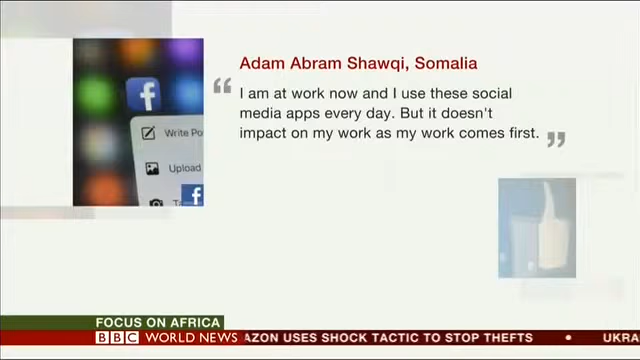 Adam Abram Shawqi, Somalia
“ I am at work now and I use these social
media apps every day. But it doesn't
impact on my work as my work comes first. ”
Write Po
Upload
FOCUS ON AFRICA
BBC WORLD NEWS AZON USES SHOCK TACTIC TO STOP THEFTS • UKRA